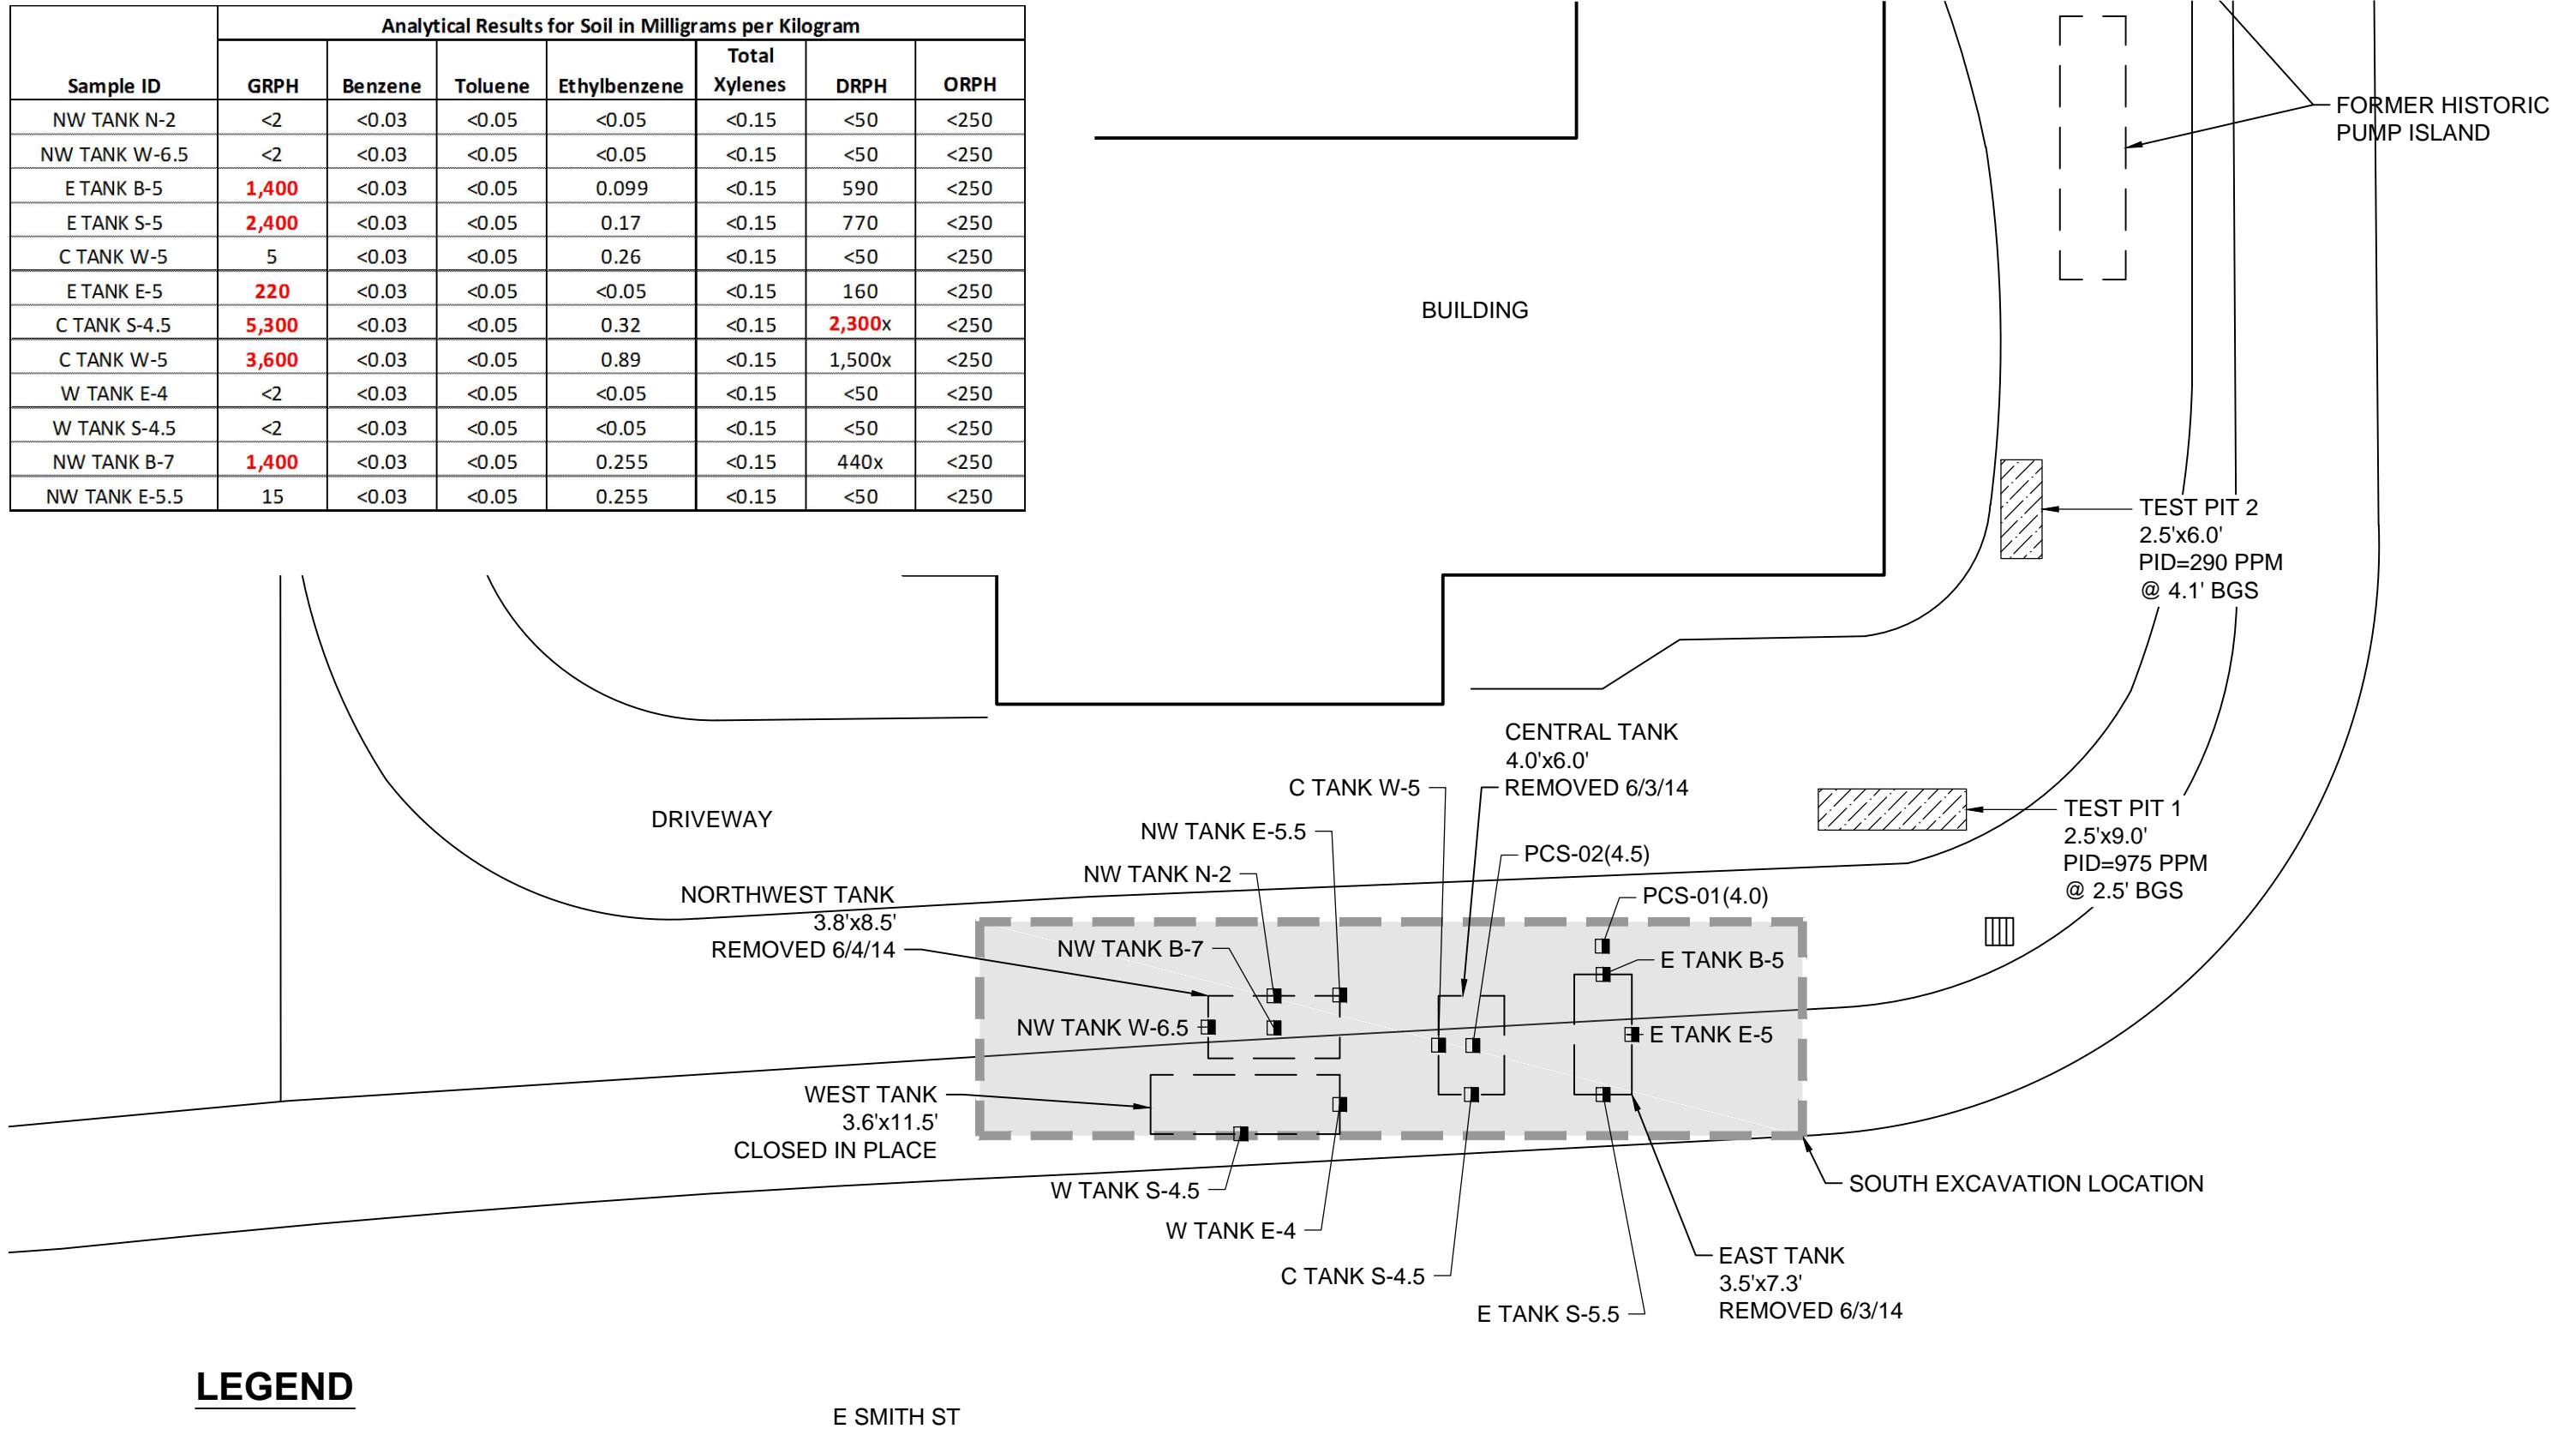 Analytical Results for Soil in Milligrams per Kilogram
Sample ID GRPH Benzene Toluene Ethylbenzene Total Xylenes DRPH ORPH
NW TANK N-2 <2 <0.03 <0.05 <0.05 <0.15 <50 <250
NW TANK W-6.5 <2 <0.03 <0.05 <0.05 <0.15 <50 <250
E TANK B-5 1,400 <0.03 <0.05 0.099 <0.15 590 <250
E TANK S-5 2,400 <0.03 <0.05 0.17 <0.15 770 <250
C TANK W-5 5 <0.03 <0.05 0.26 <0.15 <50 <250
E TANK E-5 220 <0.03 <0.05 <0.05 <0.15 160 <250
C TANK S-4.5 5,300 <0.03 <0.05 0.32 <0.15 2,300x <250
C TANK W-5 3,600 <0.03 <0.05 0.89 <0.15 1,500x <250
W TANK E-4 <2 <0.03 <0.05 <0.05 <0.15 <50 <250
W TANK S-4.5 <2 <0.03 <0.05 <0.05 <0.15 <50 <250
NW TANK B-7 1,400 <0.03 <0.05 0.255 <0.15 440x <250
NW TANK E-5.5 15 <0.03 <0.05 0.255 <0.15 <50 <250
FORMER HISTORIC
PUMP ISLAND
BUILDING
TEST PIT 2
2.5'x6.0'
PID=290 PPM
@ 4.1' BGS
CENTRAL TANK
4.0'x6.0'
REMOVED 6/3/14
C TANK W-5
DRIVEWAY
NW TANK E-5.5
TEST PIT 1
2.5'x9.0'
PID=975 PPM
@ 2.5' BGS
PCS-02(4.5)
NW TANK N-2
NORTHWEST TANK
3.8'x8.5'
REMOVED 6/4/14
PCS-01(4.0)
NW TANK B-7
E TANK B-5
NW TANK W-6.5
E TANK E-5
WEST TANK
3.6'x11.5'
CLOSED IN PLACE
W TANK S-4.5
SOUTH EXCAVATION LOCATION
W TANK E-4
C TANK S-4.5
EAST TANK
3.5'x7.3'
REMOVED 6/3/14
E TANK S-5.5
LEGEND
E SMITH ST